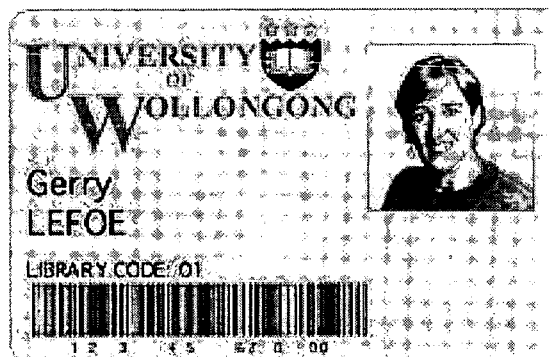 UNIVERSITY
OF
WOLLONGONG
Gerry
LEFOE
LIBRARY CODE: 01